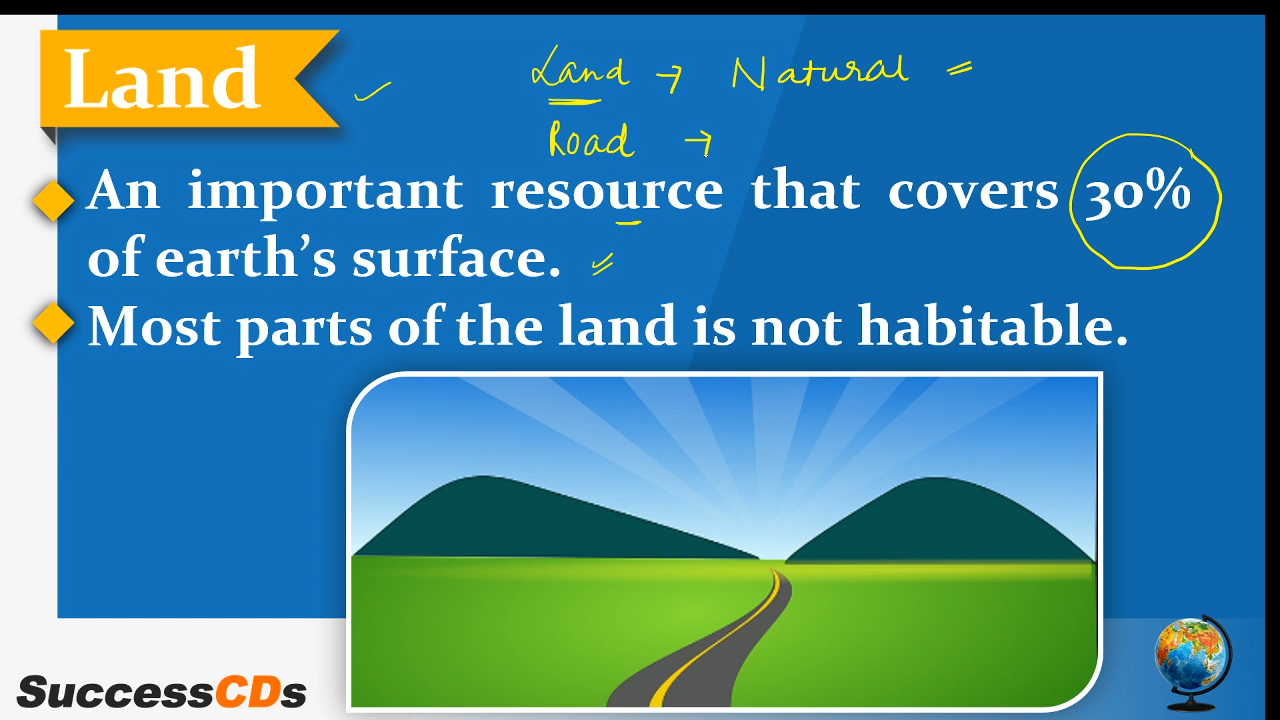 Land
Land → Natural =
Road →
An important resource that covers 30%
of earth's surface.
Most parts of the land is not habitable.
SuccessCDs